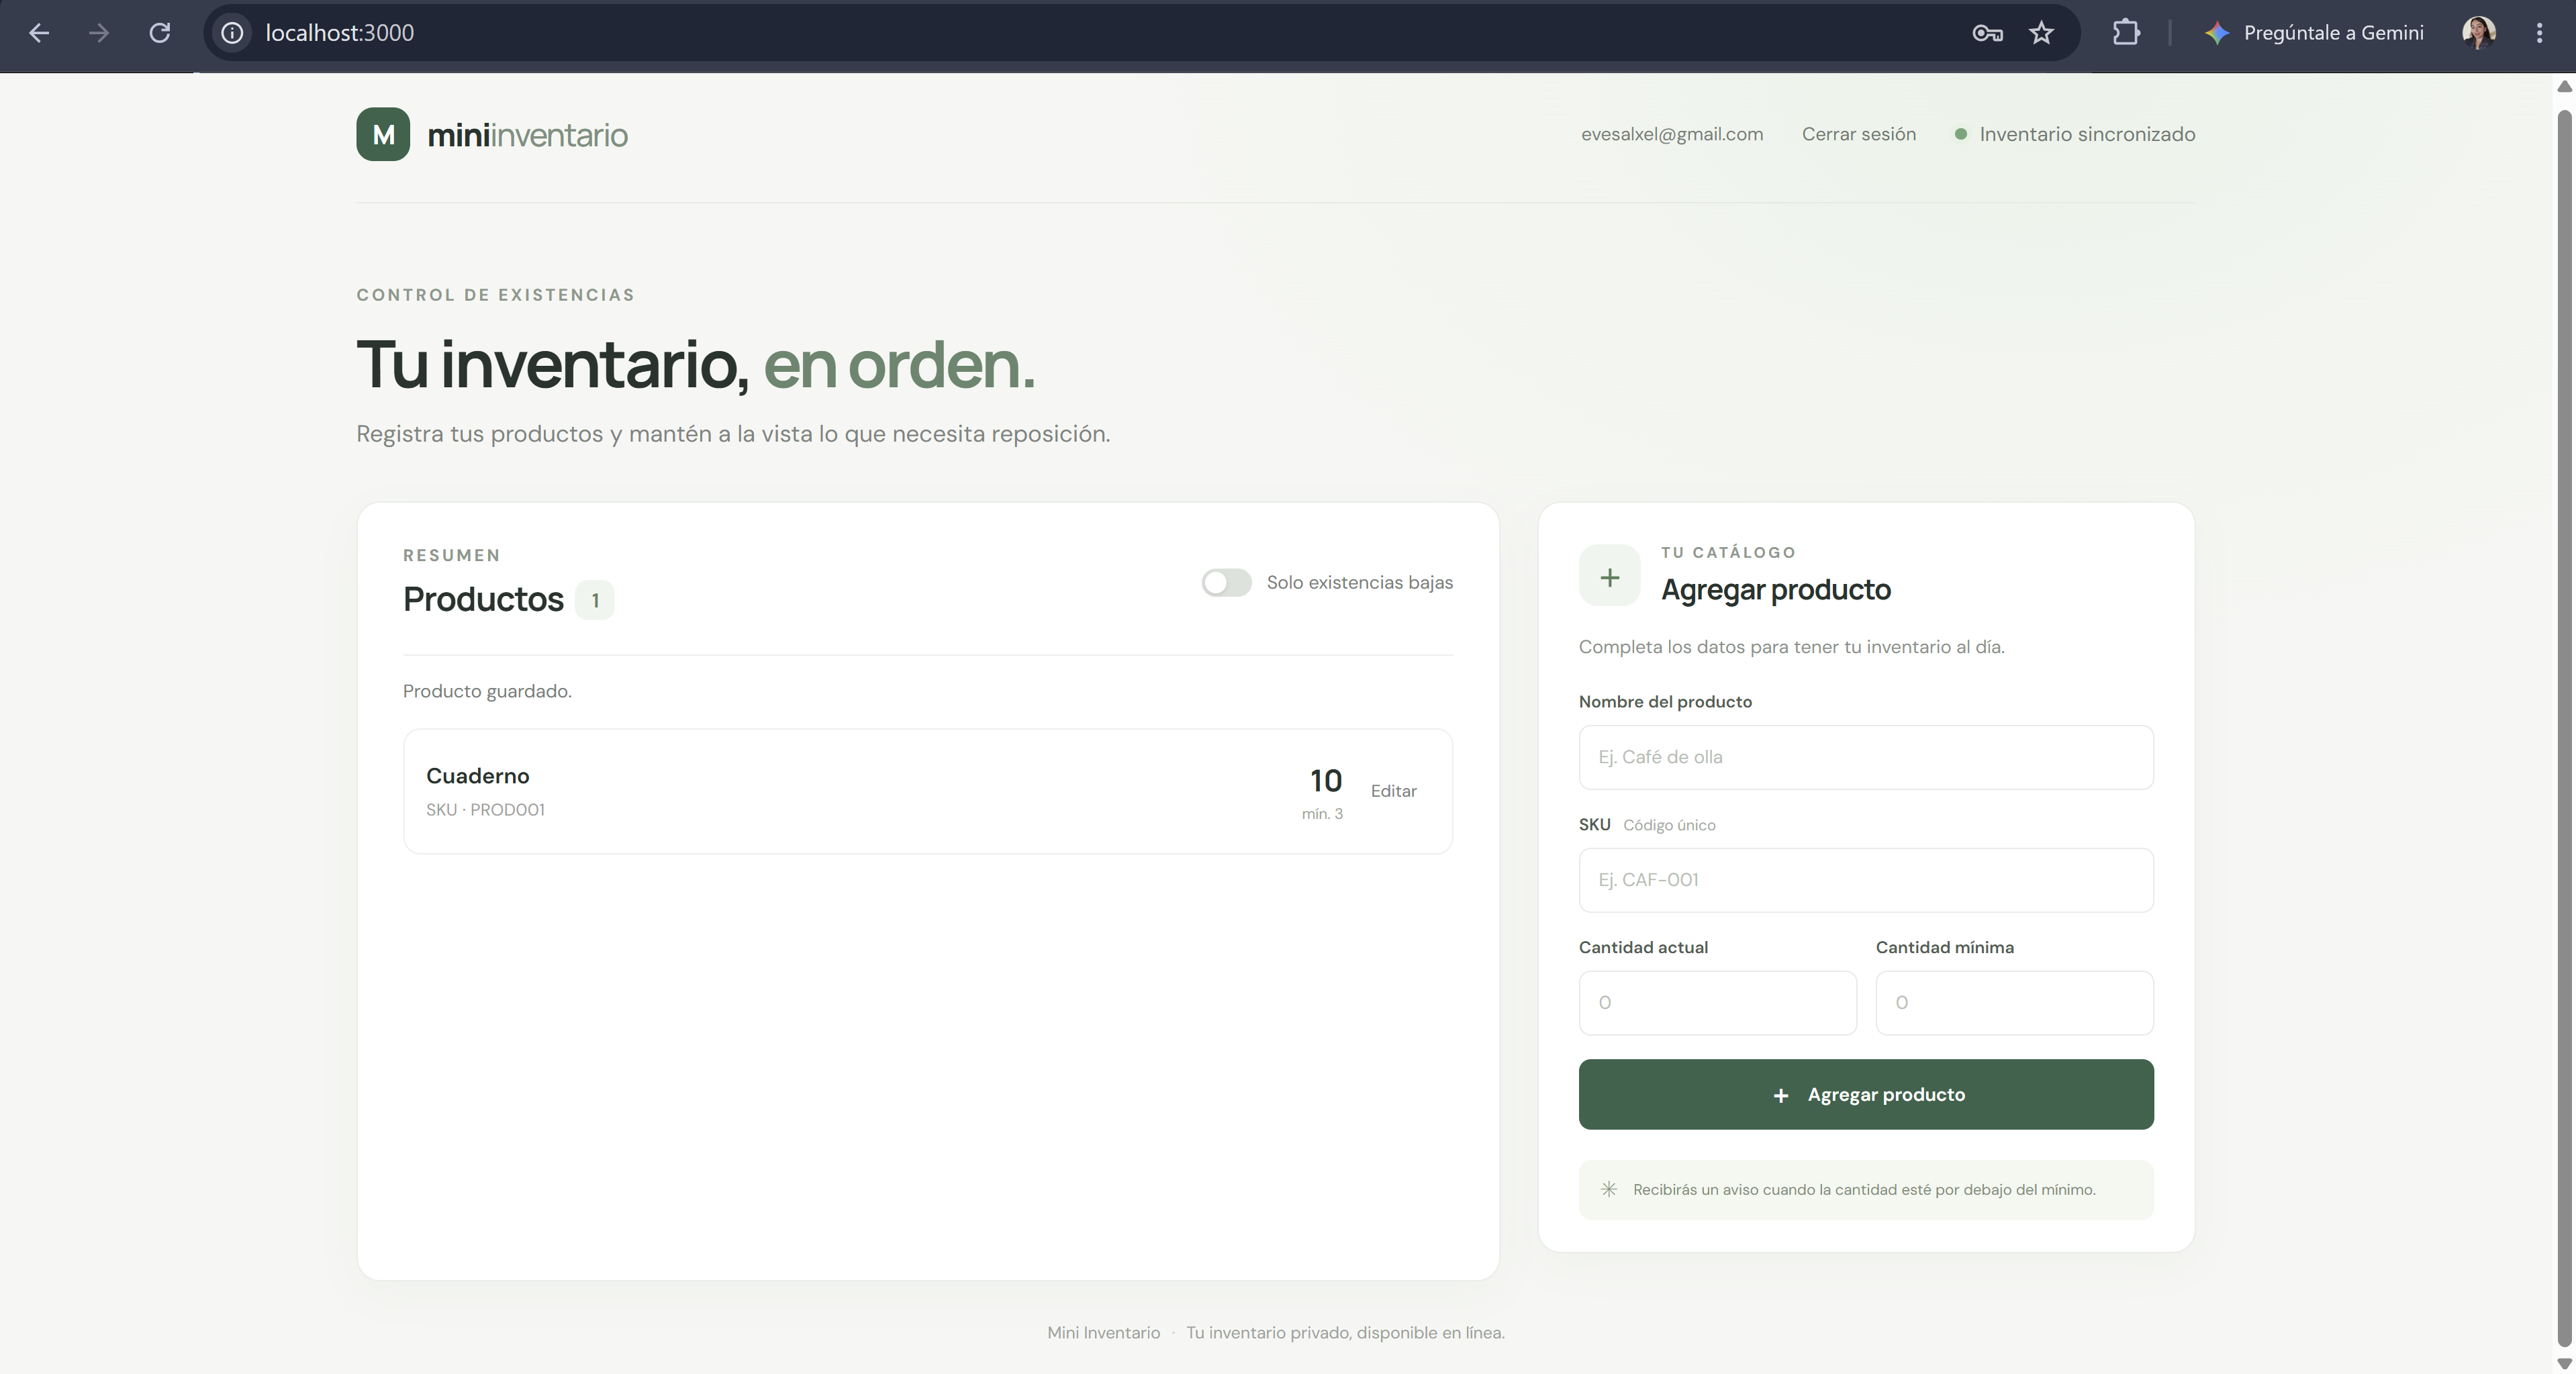 localhost:3000
Pregúntale a Gemini
M miniinventario
evesalxel@gmail.com Cerrar sesión Inventario sincronizado
CONTROL DE EXISTENCIAS
Tu inventario, en orden.
Registra tus productos y mantén a la vista lo que necesita reposición.
RESUMEN
Productos 1
Solo existencias bajas
Producto guardado.
Cuaderno
SKU · PROD001
10
mín. 3
Editar
TU CATÁLOGO
Agregar producto
Completa los datos para tener tu inventario al día.
Nombre del producto
Ej. Café de olla
SKU Código único
Ej. CAF-001
Cantidad actual Cantidad mínima
0 0
+ Agregar producto
Recibirás un aviso cuando la cantidad esté por debajo del mínimo.
Mini Inventario · Tu inventario privado, disponible en línea.